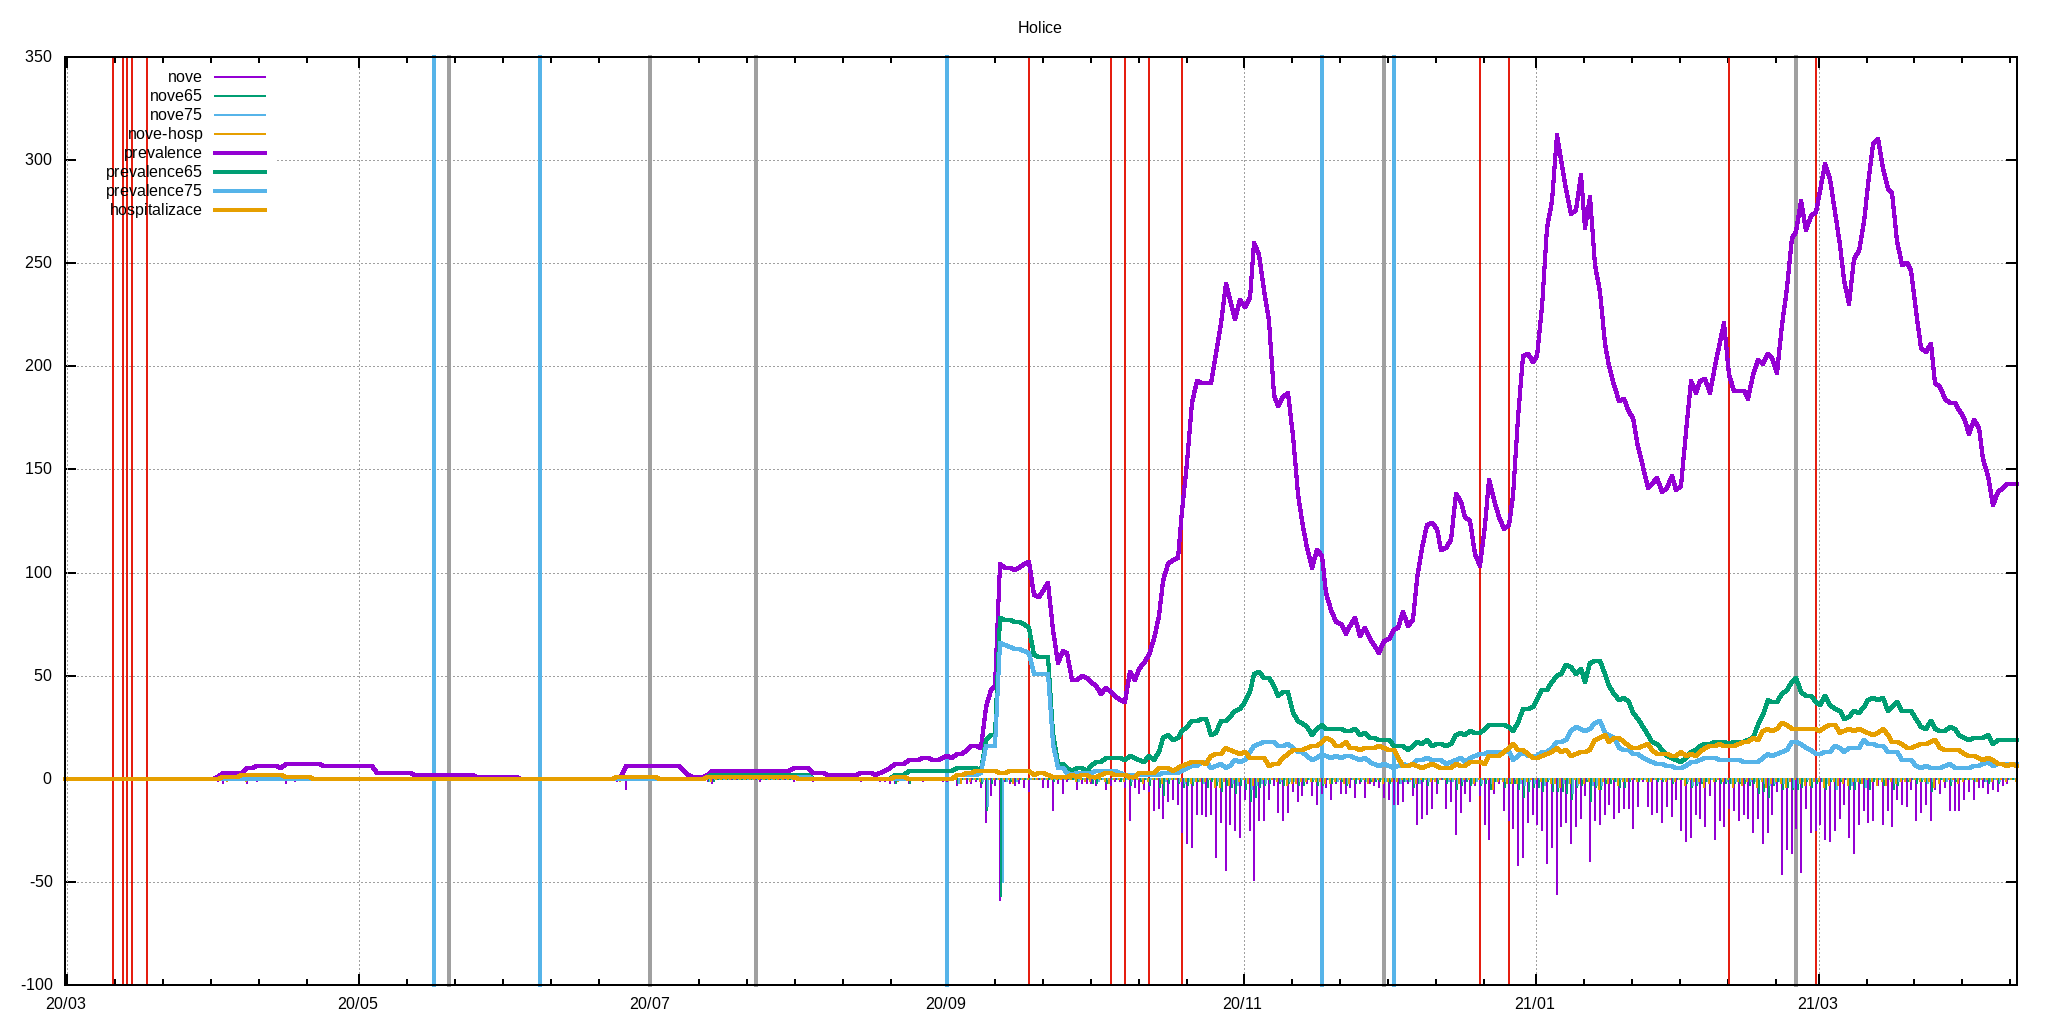 Holice
350
300
250
200
150
100
50
0
-50
-100
nove
nove65
nove75
nove-hosp
prevalence
prevalence65
prevalence75
hospitalizace
20/03 20/05 20/07 20/09 20/11 21/01 21/03